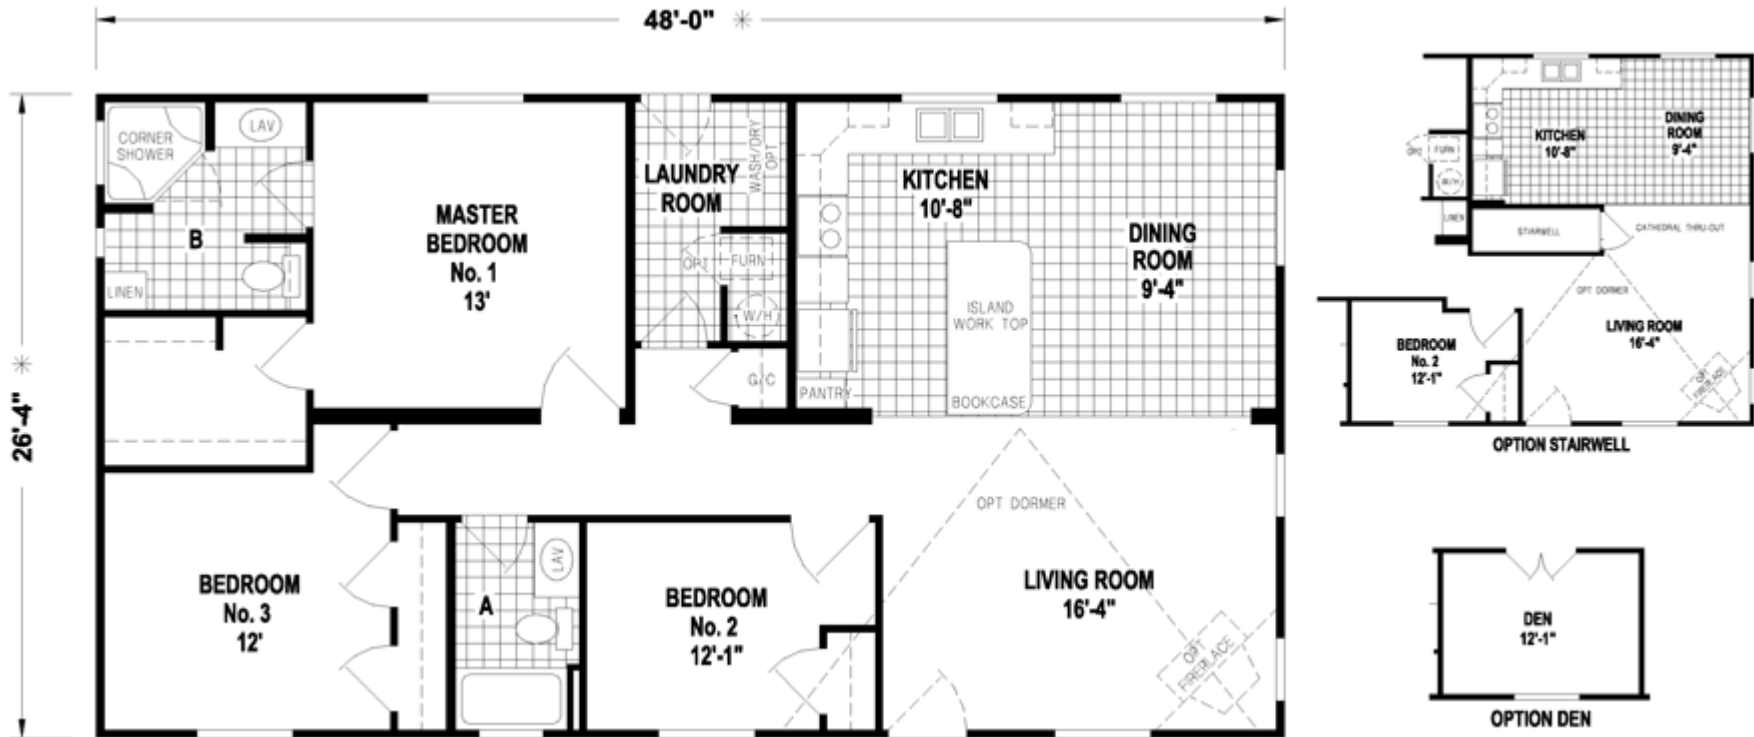 48'-0" *
26'-4" *
CORNER
SHOWER
LAV
B
LINEN
MASTER
BEDROOM
No. 1
13'
LAUNDRY
ROOM
WASH/DRY
OPT
OPT
FURN
W/H
G/C
KITCHEN
10'-8"
DINING
ROOM
9'-4"
ISLAND
WORK TOP
PANTRY
BOOKCASE
OPT DORMER
BEDROOM
No. 3
12'
A
LAV
BEDROOM
No. 2
12'-1"
LIVING ROOM
16'-4"
OPT
FIREPLACE
KITCHEN
10'-8"
DINING
ROOM
9'-4"
OPT
FURN
W/H
LINEN
STIARWELL
CATHEDRAL THRU-OUT
OPT DORMER
LIVING ROOM
16'-4"
BEDROOM
No. 2
12'-1"
OPT
FIREPLACE
OPTION STAIRWELL
DEN
12'-1"
OPTION DEN